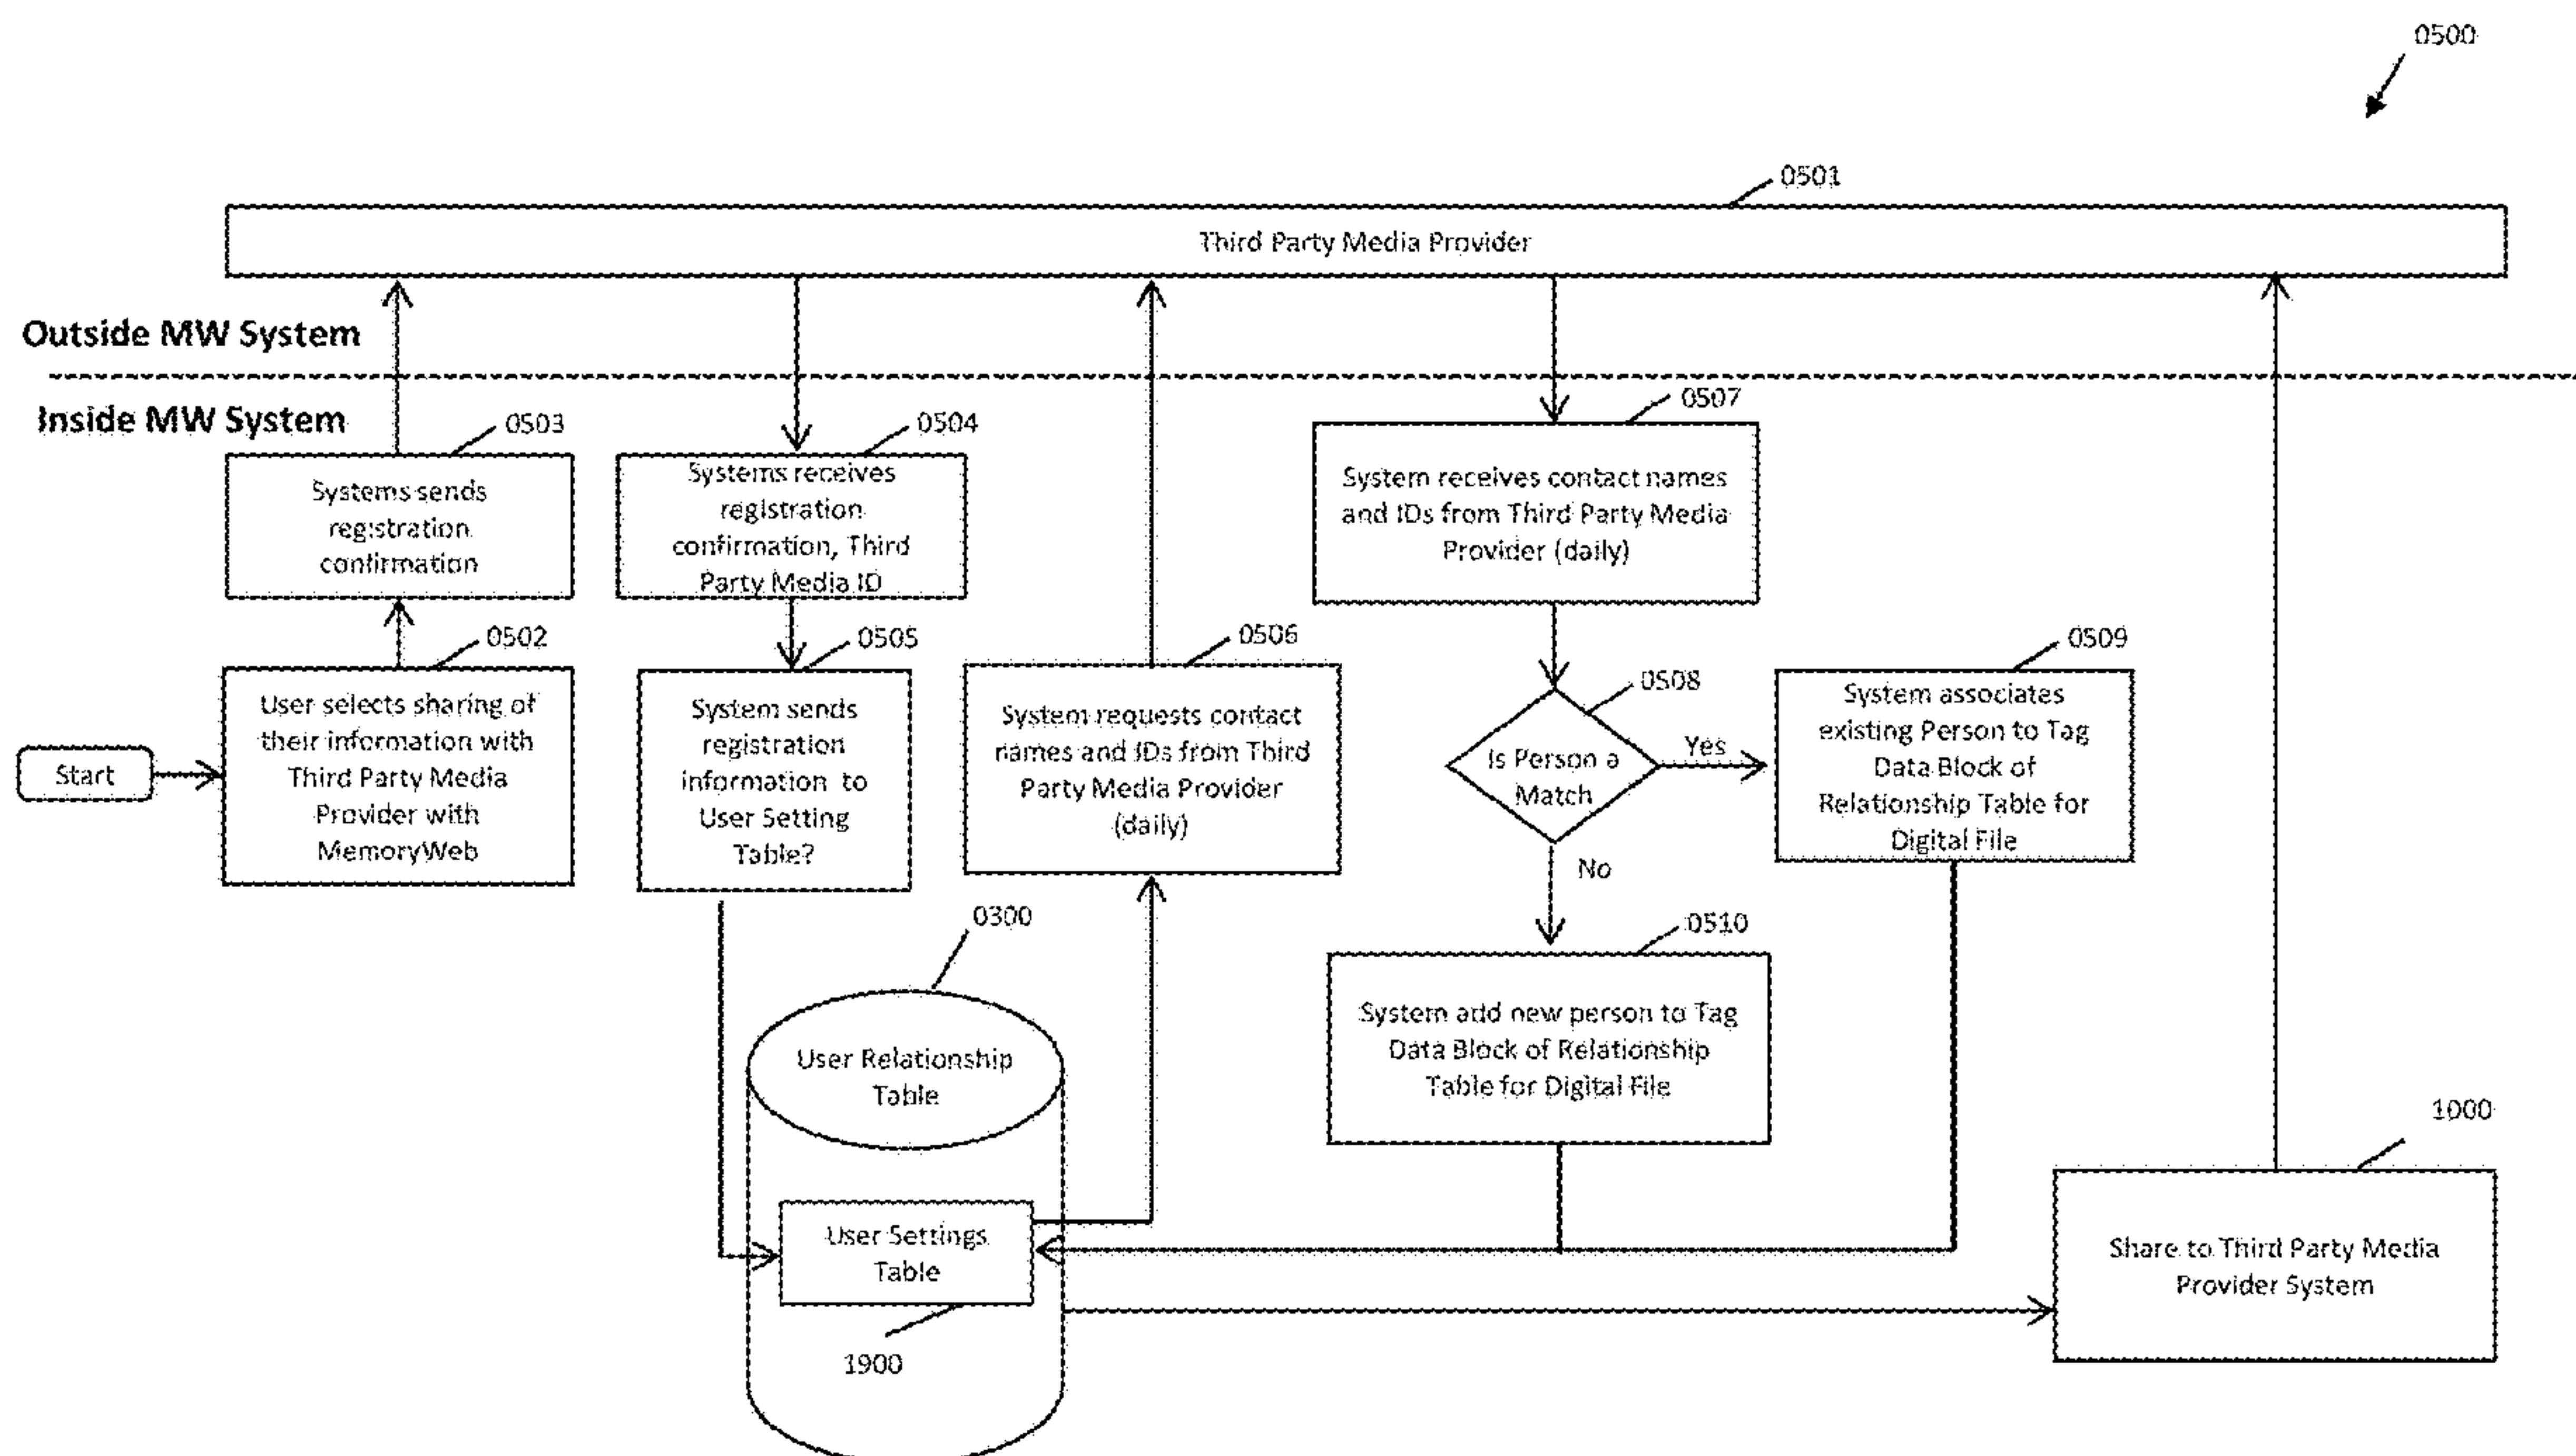 0500
0501
Third Party Media Provider
Outside MW System
Inside MW System
0503
Systems sends
registration
confirmation
0504
Systems receives
registration
confirmation, Third
Party Media ID
0507
System receives contact names
and IDs from Third Party Media
Provider (daily)
Start
0502
User selects sharing of
their information with
Third Party Media
Provider with
MemoryWeb
0505
System sends
registration
information to
User Setting
Table?
0506
System requests contact
names and IDs from Third
Party Media Provider
(daily)
0508
Is Person a
Match
Yes
No
0509
System associates
existing Person to Tag
Data Block of
Relationship Table for
Digital File
0510
System add new person to Tag
Data Block of Relationship
Table for Digital File
0300
User Relationship
Table
User Settings
Table
1900
1000
Share to Third Party Media
Provider System